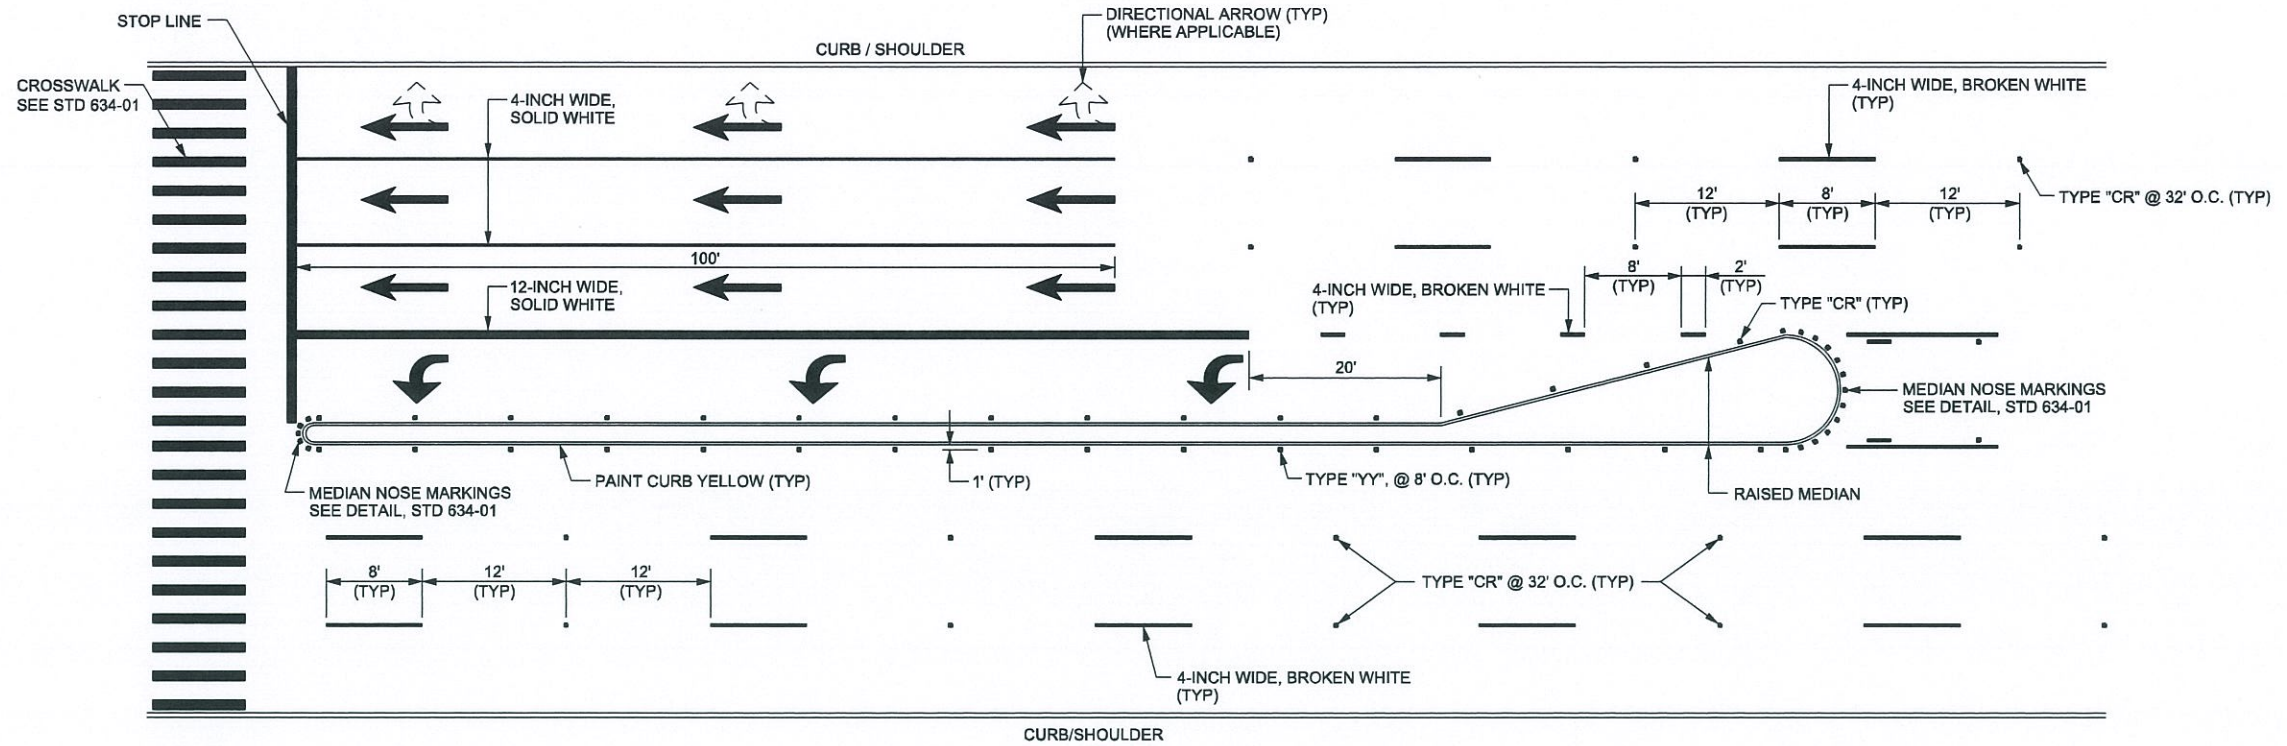 STOP LINE
CROSSWALK
SEE STD 634-01
CURB / SHOULDER
DIRECTIONAL ARROW (TYP)
(WHERE APPLICABLE)
4-INCH WIDE,
SOLID WHITE
4-INCH WIDE, BROKEN WHITE
(TYP)
12'
(TYP)
8'
(TYP)
12'
(TYP)
TYPE "CR" @ 32' O.C. (TYP)
100'
12-INCH WIDE,
SOLID WHITE
4-INCH WIDE, BROKEN WHITE
(TYP)
8'
(TYP)
2'
(TYP)
TYPE "CR" (TYP)
20'
MEDIAN NOSE MARKINGS
SEE DETAIL, STD 634-01
MEDIAN NOSE MARKINGS
SEE DETAIL, STD 634-01
PAINT CURB YELLOW (TYP)
1' (TYP)
TYPE "YY", @ 8' O.C. (TYP)
RAISED MEDIAN
8'
(TYP)
12'
(TYP)
12'
(TYP)
TYPE "CR" @ 32' O.C. (TYP)
4-INCH WIDE, BROKEN WHITE
(TYP)
CURB/SHOULDER